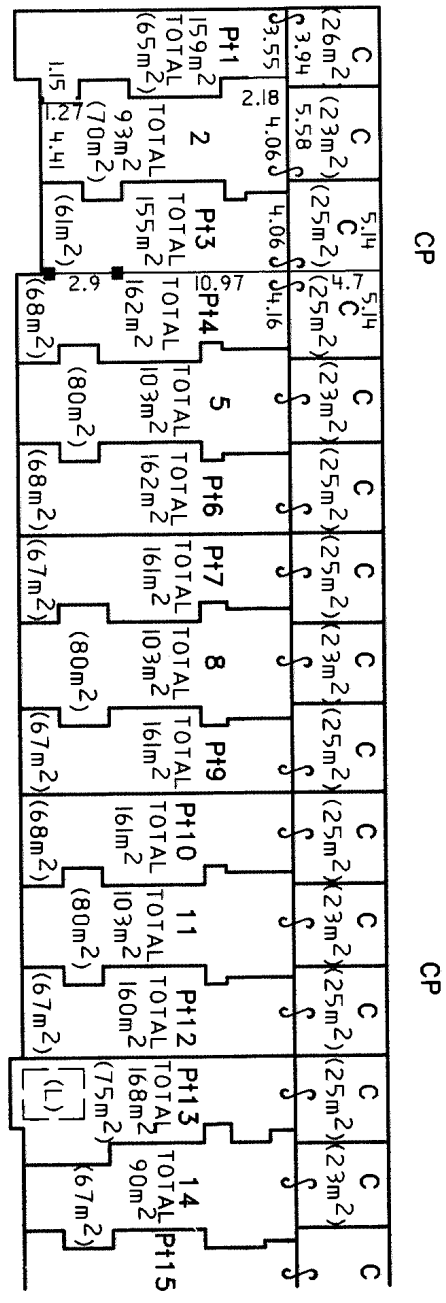 CP
CP
C
(26m²)
3.94
3.55
Pt1
159m²
TOTAL
(65m²)
1.15
C
(23m²)
5.58
4.06
2.18
2
TOTAL
93m²
(70m²)
1.27
4.41
5.14
C
(25m²)
4.06
Pt3
TOTAL
155m²
(61m²)
5.14
C
4.7
(25m²)
4.16
10.97
Pt4
TOTAL
162m²
2.9
(68m²)
C
(23m²)
5
TOTAL
103m²
(80m²)
C
(25m²)
Pt6
TOTAL
162m²
(68m²)
C
(25m²)
Pt7
TOTAL
161m²
(67m²)
C
(23m²)
8
TOTAL
103m²
(80m²)
C
(25m²)
Pt9
TOTAL
161m²
(67m²)
C
(25m²)
Pt10
TOTAL
161m²
(68m²)
C
(23m²)
11
TOTAL
103m²
(80m²)
C
(25m²)
Pt12
TOTAL
160m²
(67m²)
C
(25m²)
Pt13
TOTAL
168m²
(75m²)
(L)
C
(23m²)
14
TOTAL
90m²
(67m²)
C
Pt15